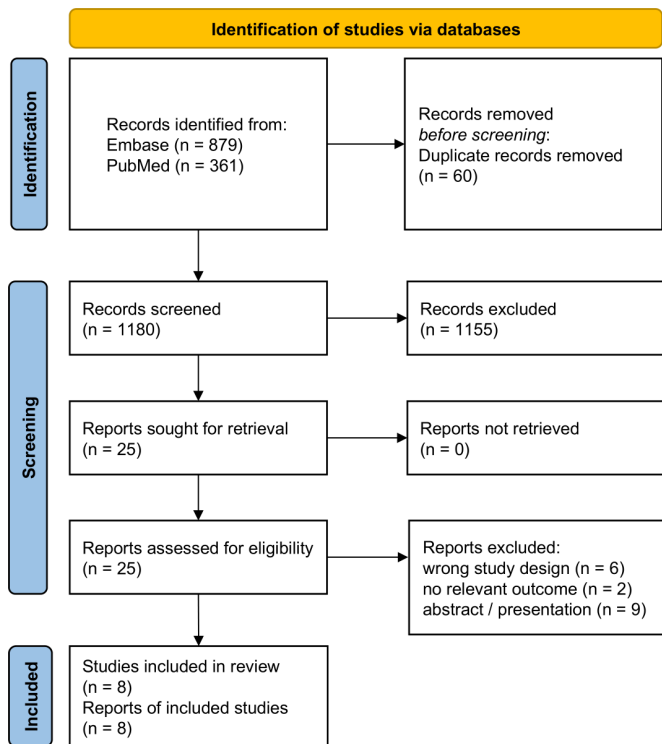 Identification of studies via databases
Identification
Records identified from:
Embase (n = 879)
PubMed (n = 361)
Records removed
before screening:
Duplicate records removed
(n = 60)
Screening
Records screened
(n = 1180)
Records excluded
(n = 1155)
Reports sought for retrieval
(n = 25)
Reports not retrieved
(n = 0)
Reports assessed for eligibility
(n = 25)
Reports excluded:
wrong study design (n = 6)
no relevant outcome (n = 2)
abstract / presentation (n = 9)
Included
Studies included in review
(n = 8)
Reports of included studies
(n = 8)